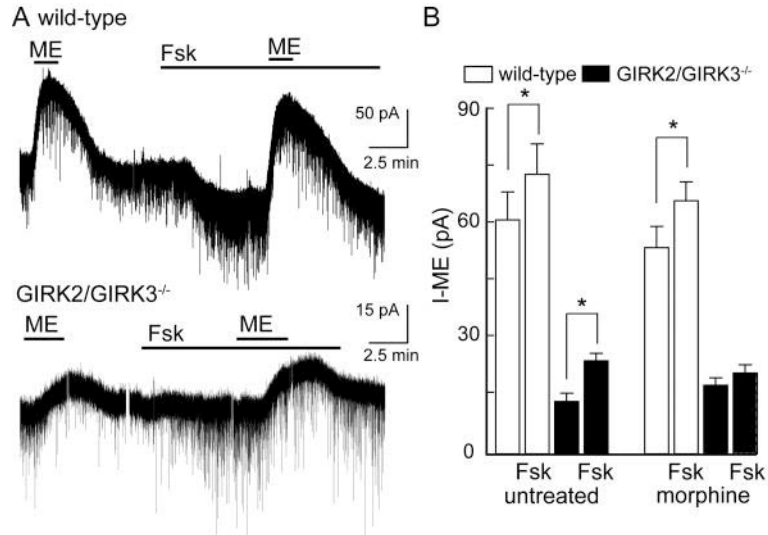 A wild-type
ME
Fsk
ME
50 pA
2.5 min
GIRK2/GIRK3-/-
ME
Fsk
ME
15 pA
2.5 min
B
wild-type GIRK2/GIRK3-/-
90
60
30
0
I-ME (pA)
* * * 
Fsk Fsk Fsk Fsk
untreated morphine